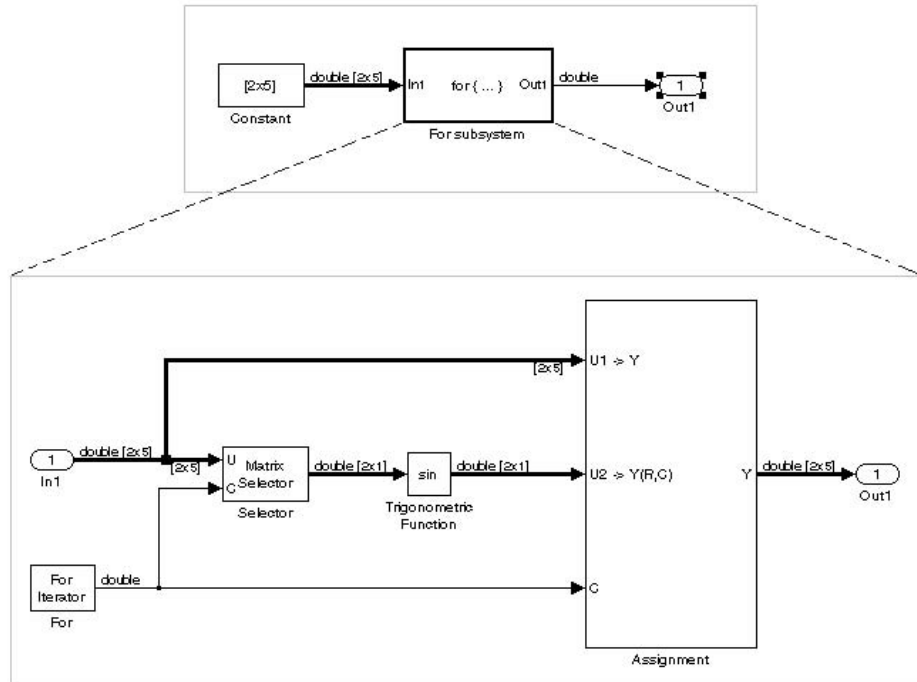 double [2x5]
double
[2x5]
In1
for { ... }
Out1
1
Constant
Out1
For subsystem
U1 -> Y
[2x5]
double [2x5]
1
[2x5]
U
Matrix
Selector
C
double [2x1]
sin
double [2x1]
U2 -> Y(R,C)
Y
double [2x5]
1
In1
Selector
Trigonometric
Function
Out1
For
Iterator
double
C
For
Assignment